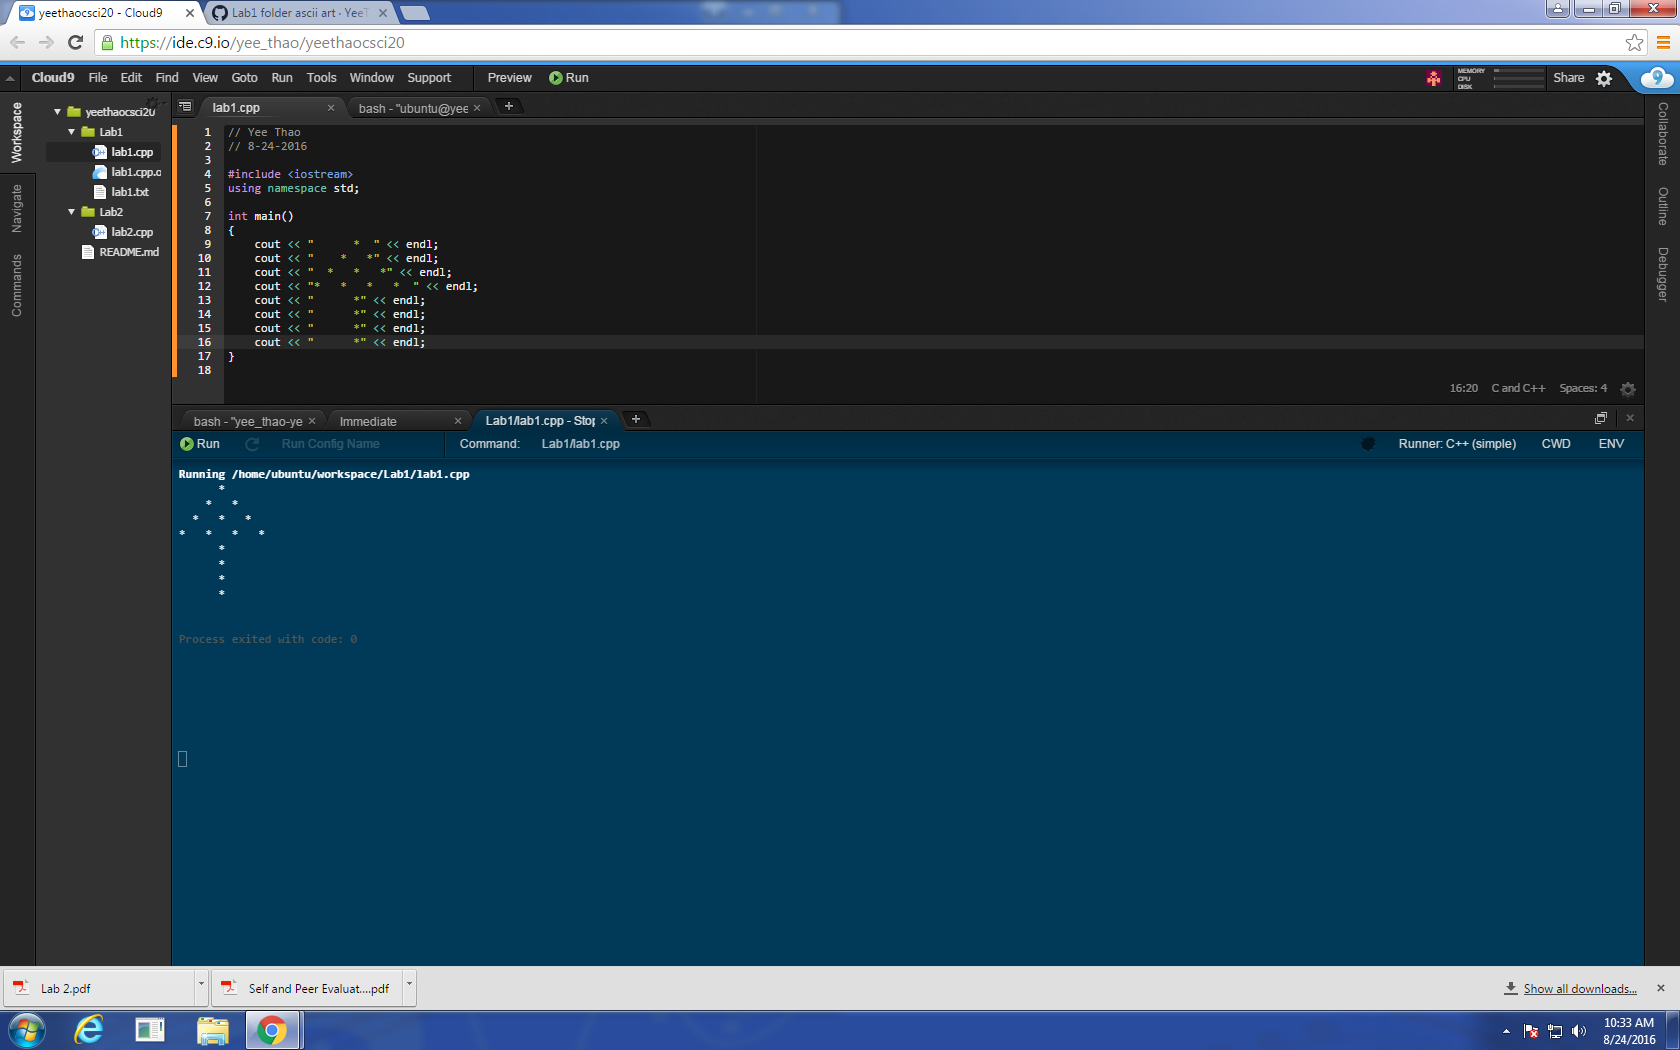 yeethaocsci20 - Cloud9
Lab1 folder ascii art · YeeT
https://ide.c9.io/yee_thao/yeethaocsci20
Cloud9 File Edit Find View Goto Run Tools Window Support Preview Run
MEMORY
CPU
DISK
Share
Workspace
Navigate
Commands
yeethaocsci20
Lab1
lab1.cpp
lab1.cpp.o
lab1.txt
Lab2
lab2.cpp
README.md
lab1.cpp
bash - "ubuntu@yee
1 // Yee Thao
2 // 8-24-2016
3
4 #include <iostream>
5 using namespace std;
6
7 int main()
8 {
9     cout << "      *  " << endl;
10     cout << "    *   *" << endl;
11     cout << "  *   *   *" << endl;
12     cout << "*   *   *   *  " << endl;
13     cout << "      *" << endl;
14     cout << "      *" << endl;
15     cout << "      *" << endl;
16     cout << "      *" << endl;
17 }
18
16:20 C and C++ Spaces: 4
Collaborate
Outline
Debugger
bash - "yee_thao-ye
Immediate
Lab1/lab1.cpp - Stop
Run
Run Config Name
Command: Lab1/lab1.cpp
Runner: C++ (simple) CWD ENV
Running /home/ubuntu/workspace/Lab1/lab1.cpp
      *
    *   *
  *   *   *
*   *   *   *
      *
      *
      *
      *
Process exited with code: 0
Lab 2.pdf
Self and Peer Evaluat....pdf
Show all downloads...
10:33 AM
8/24/2016